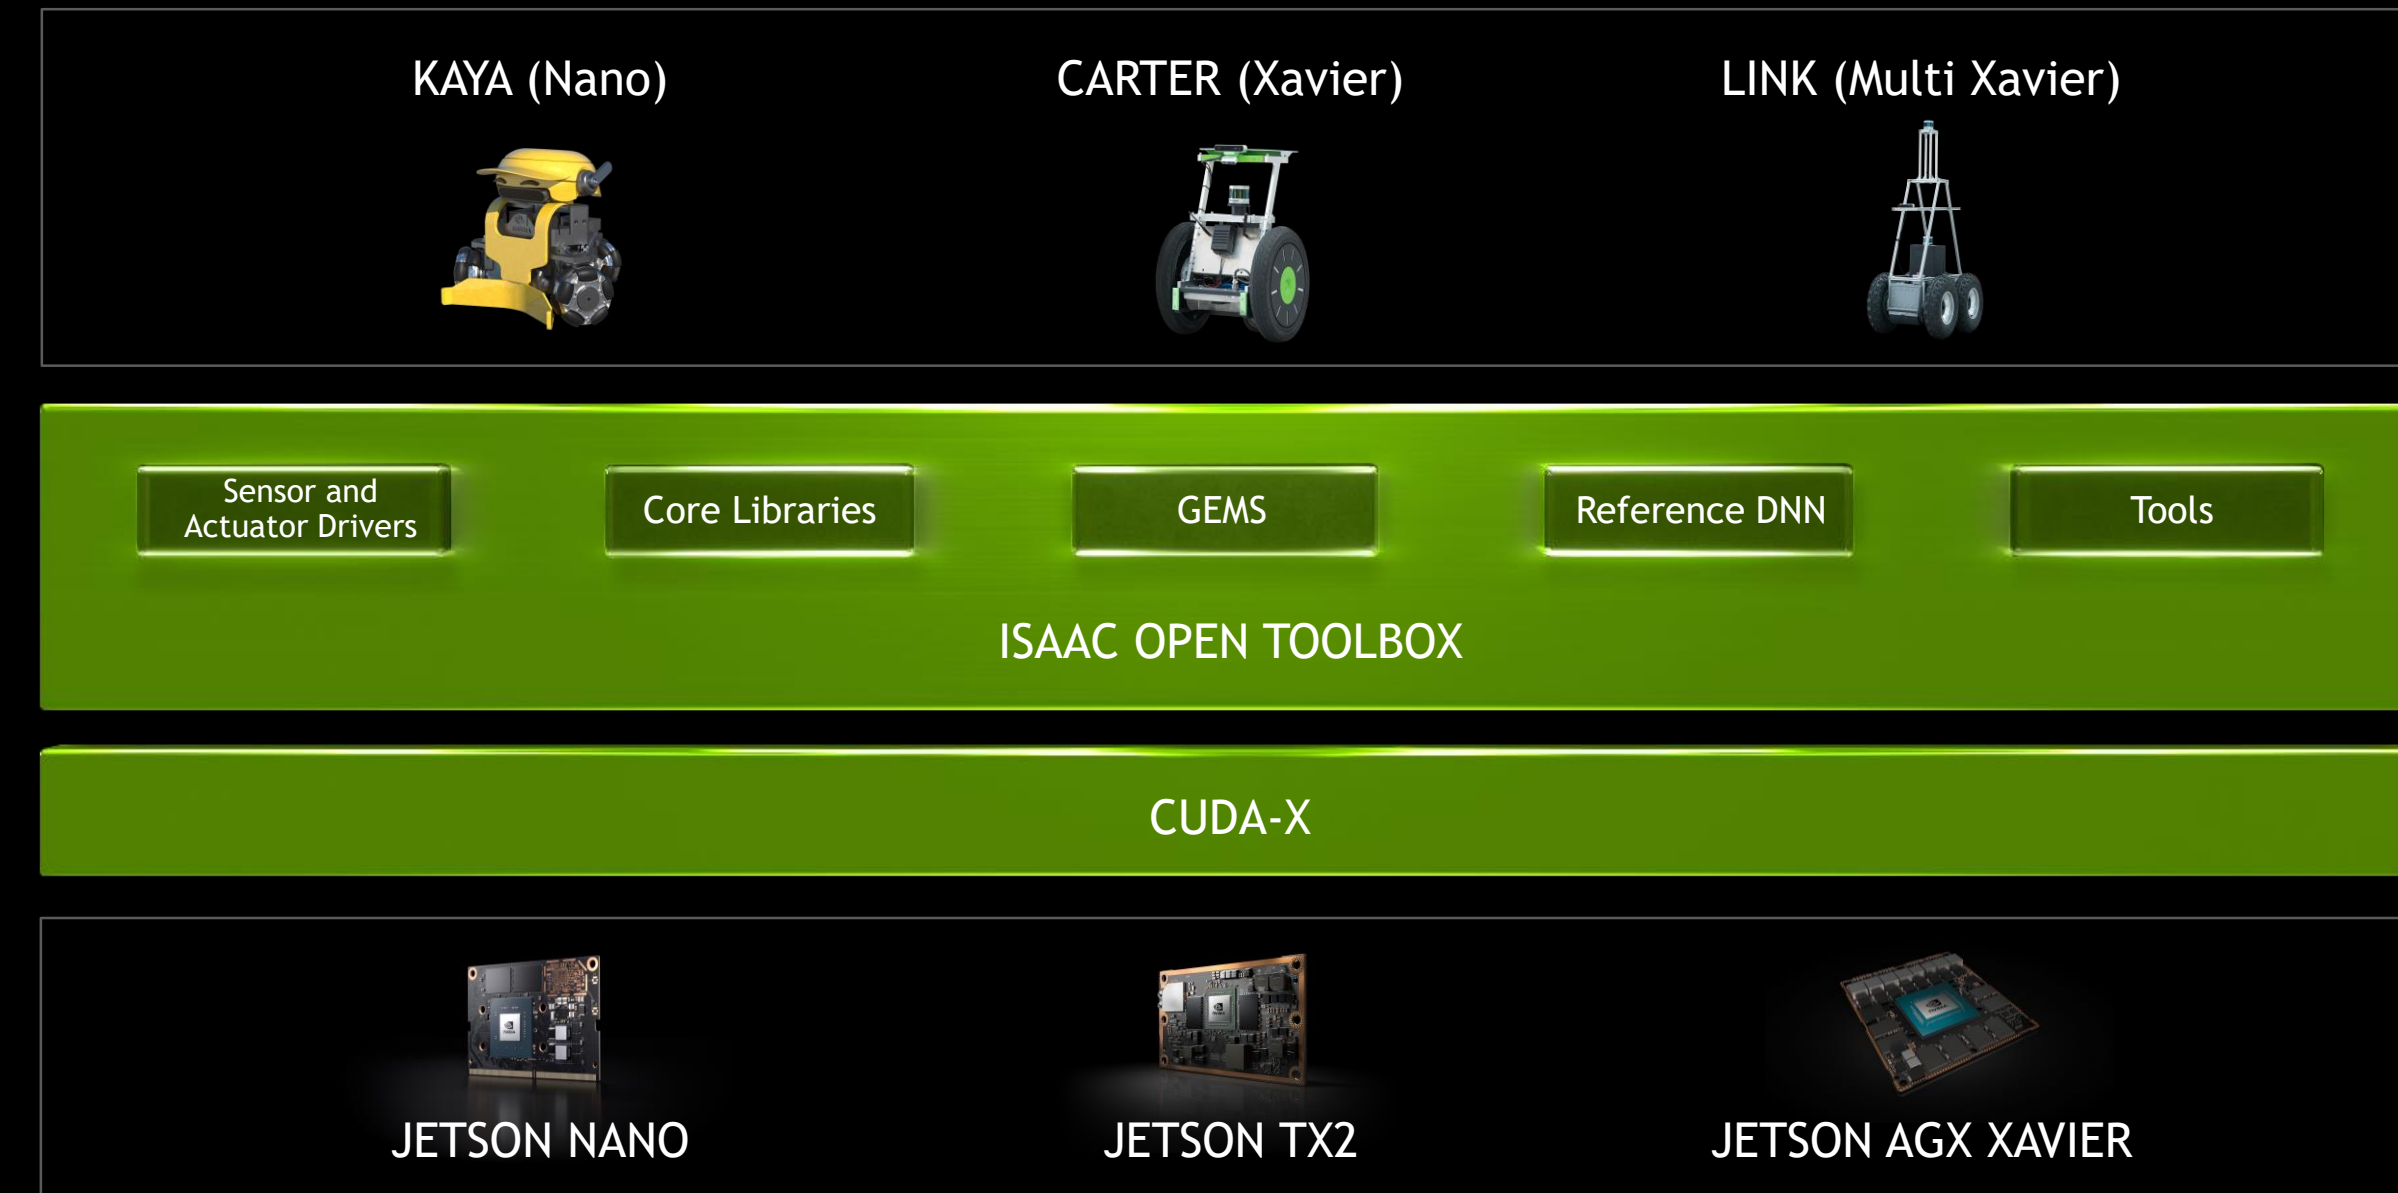 KAYA (Nano)
CARTER (Xavier)
LINK (Multi Xavier)
Sensor and
Actuator Drivers
Core Libraries
GEMS
Reference DNN
Tools
ISAAC OPEN TOOLBOX
CUDA-X
JETSON NANO
JETSON TX2
JETSON AGX XAVIER